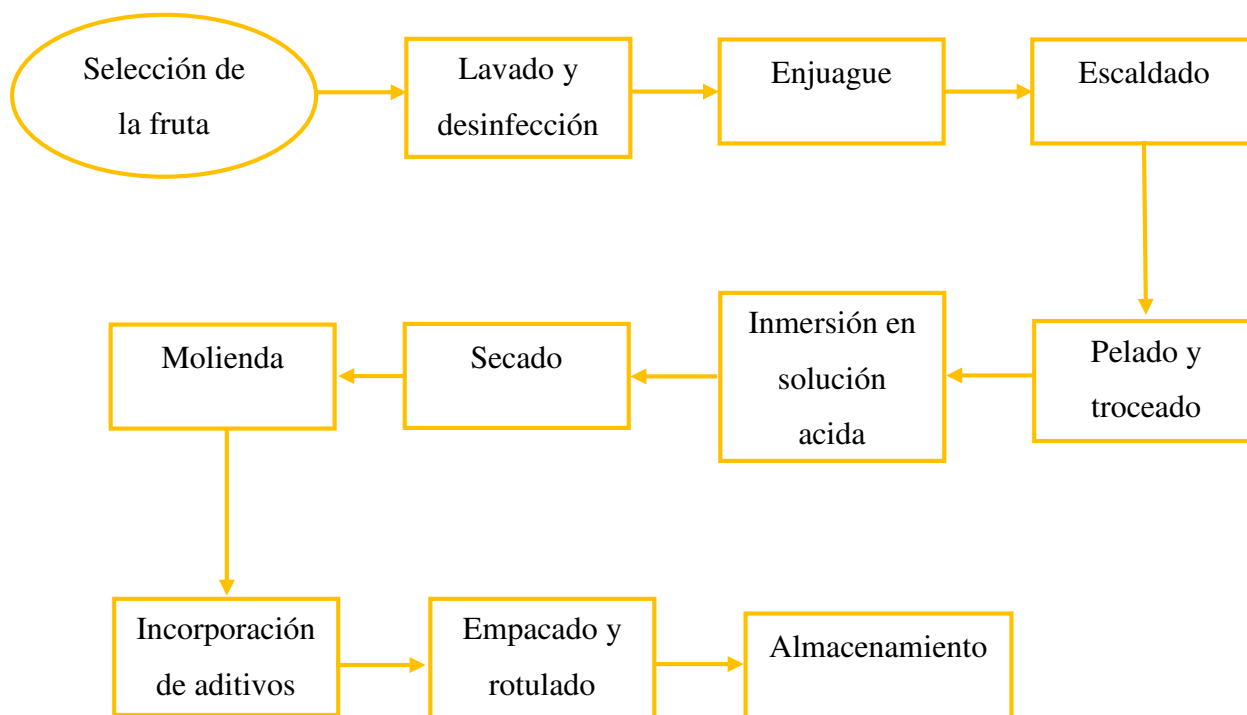 Selección de
la fruta
Lavado y
desinfección
Enjuague
Escaldado
Pelado y
troceado
Inmersión en
solución
acida
Secado
Molienda
Incorporación
de aditivos
Empacado y
rotulado
Almacenamiento